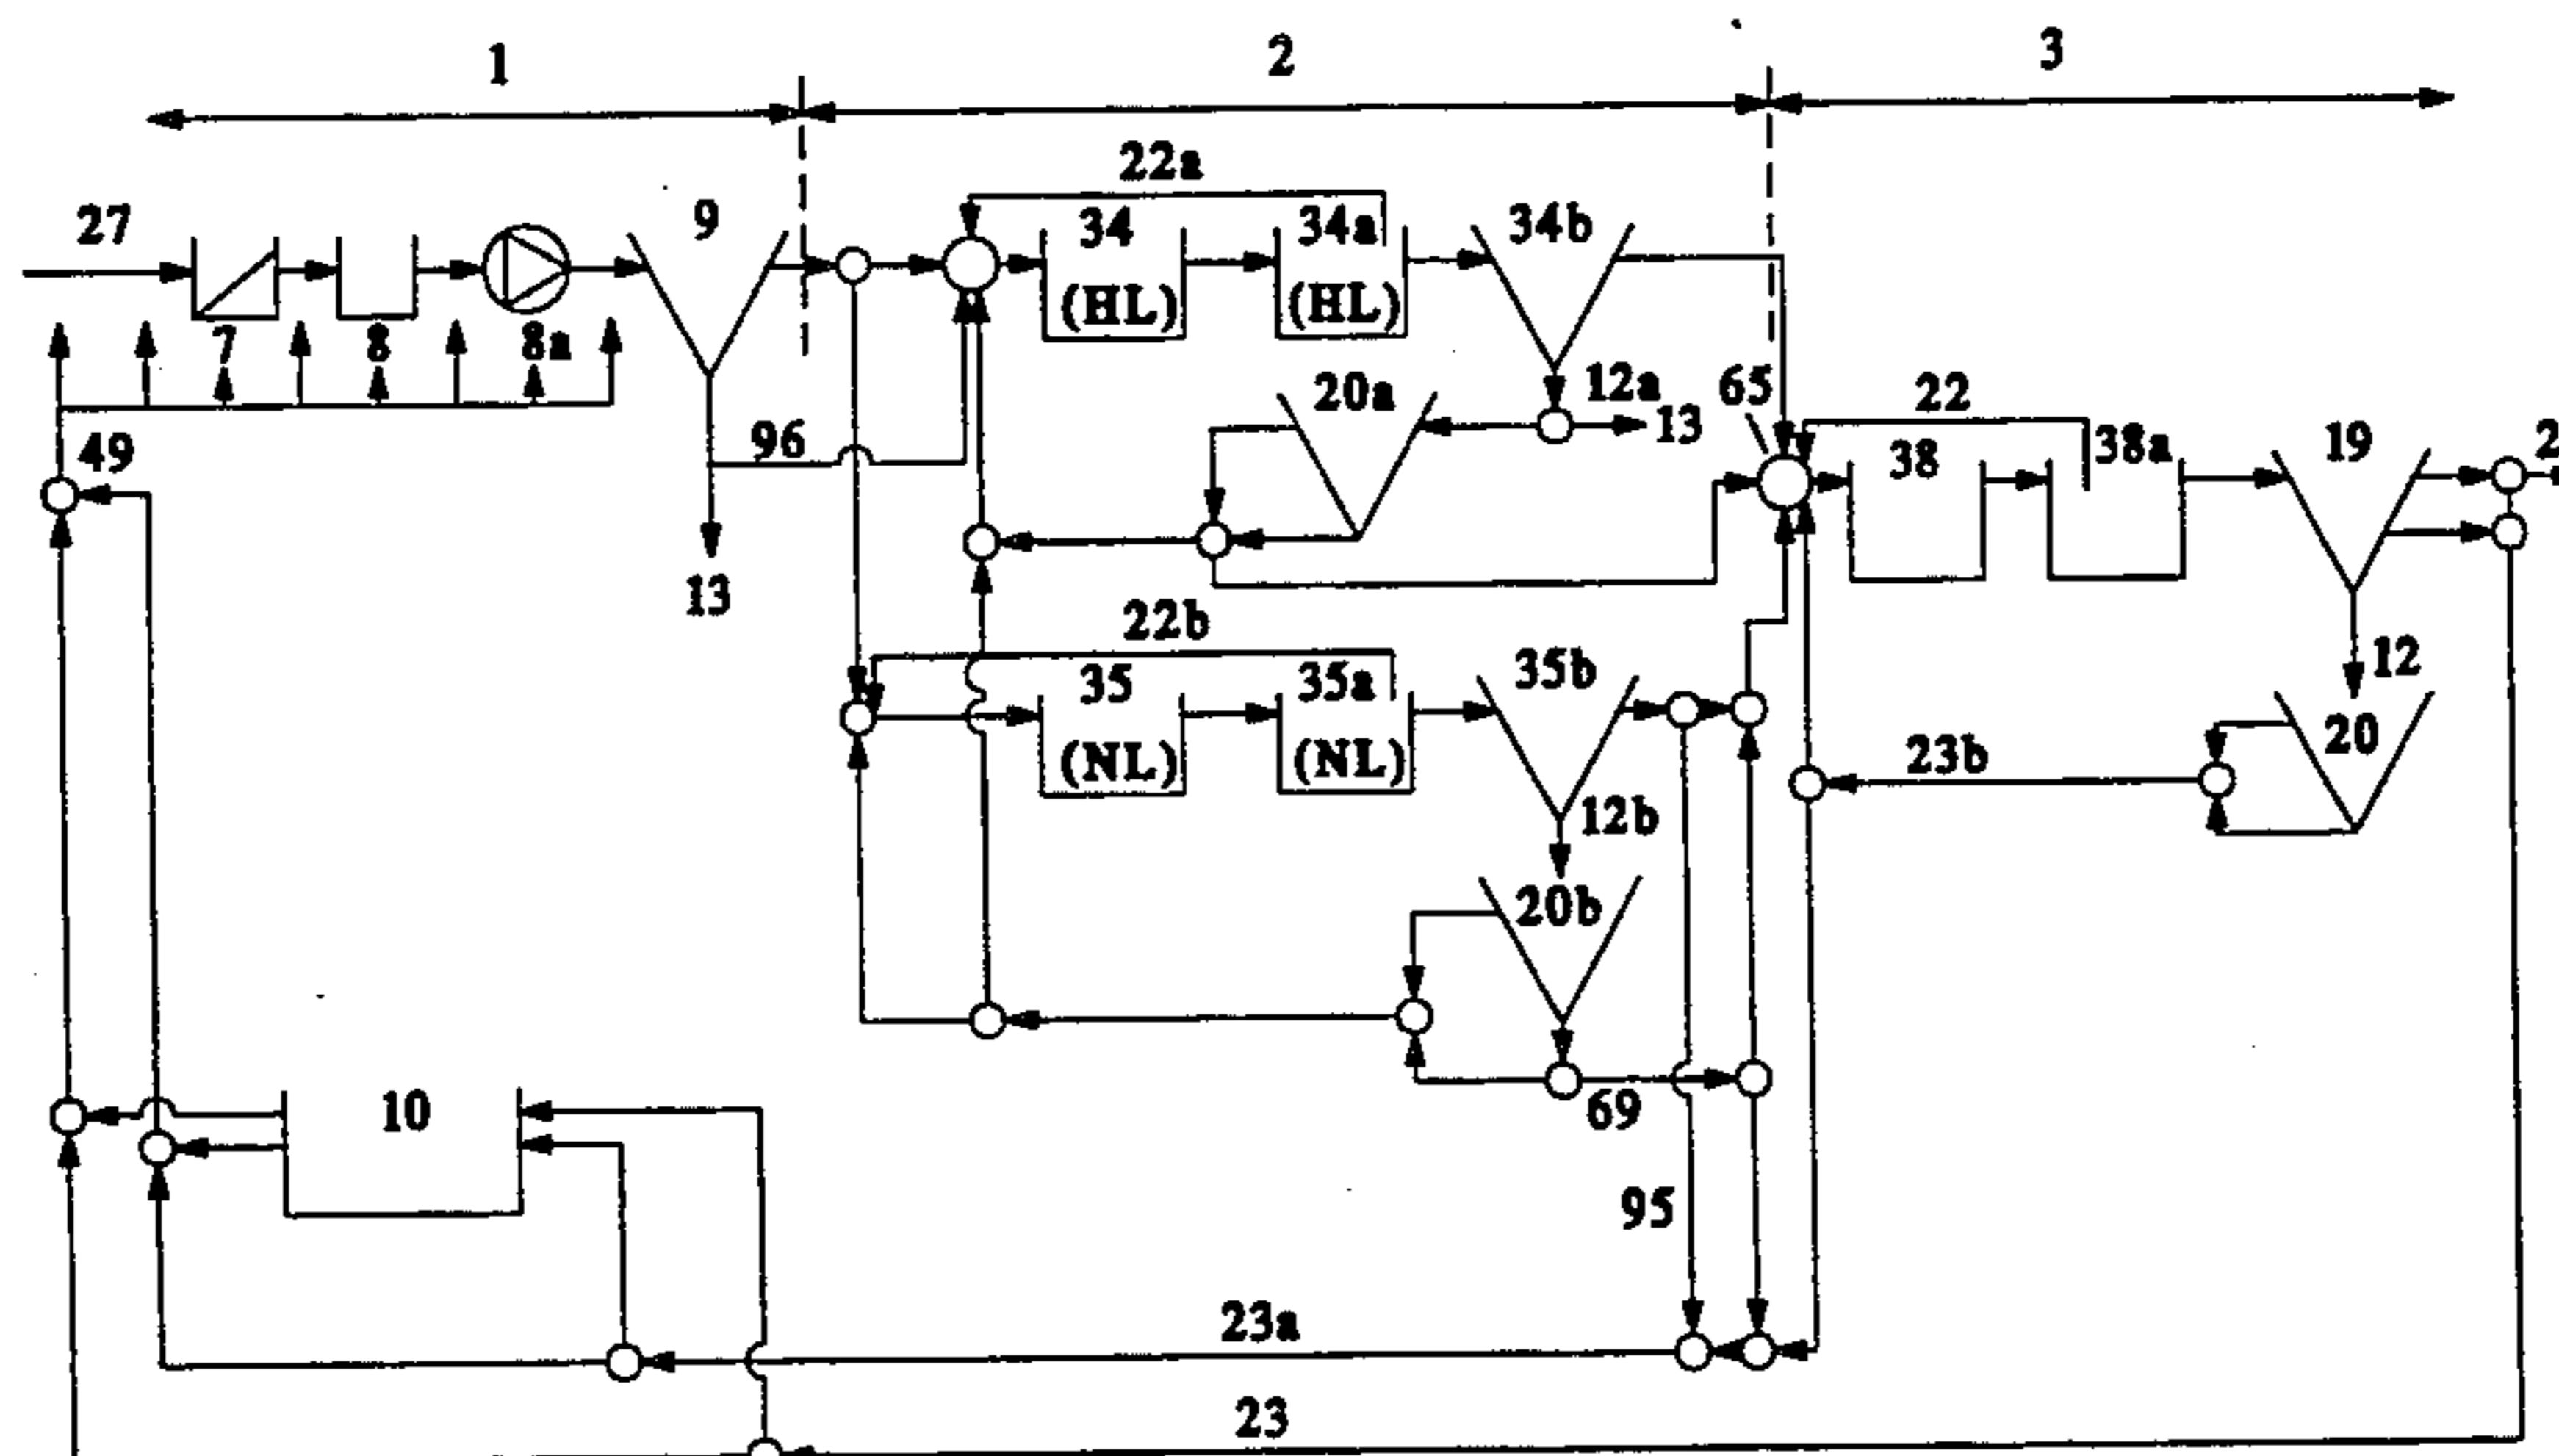 1 2 3
22a
27 9 34 34a 34b
(HL) (HL)
7 8 8a
20a 12a 65 22
49 96 13 38 38a 19
13
22b
35 35a 35b 12
(NL) (NL) 23b 20
12b
20b
10 69
95
23a
23